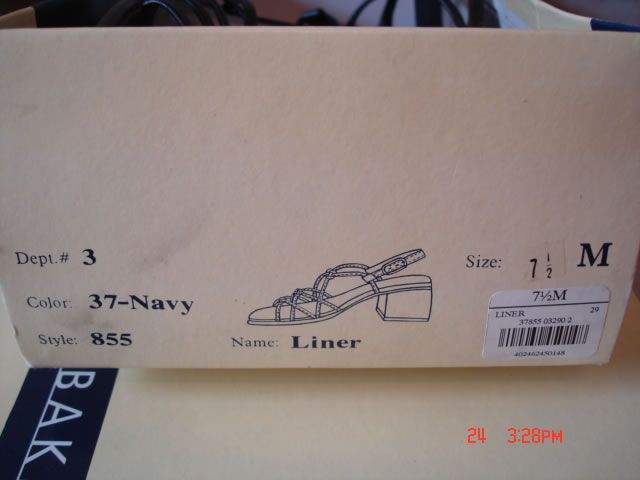 Dept.# 3
Size: 7 1/2 M
Color: 37-Navy
Style: 855
Name: Liner
7½M
LINER 29
37855 03290 2
402462450148
BAK
24 3:28PM